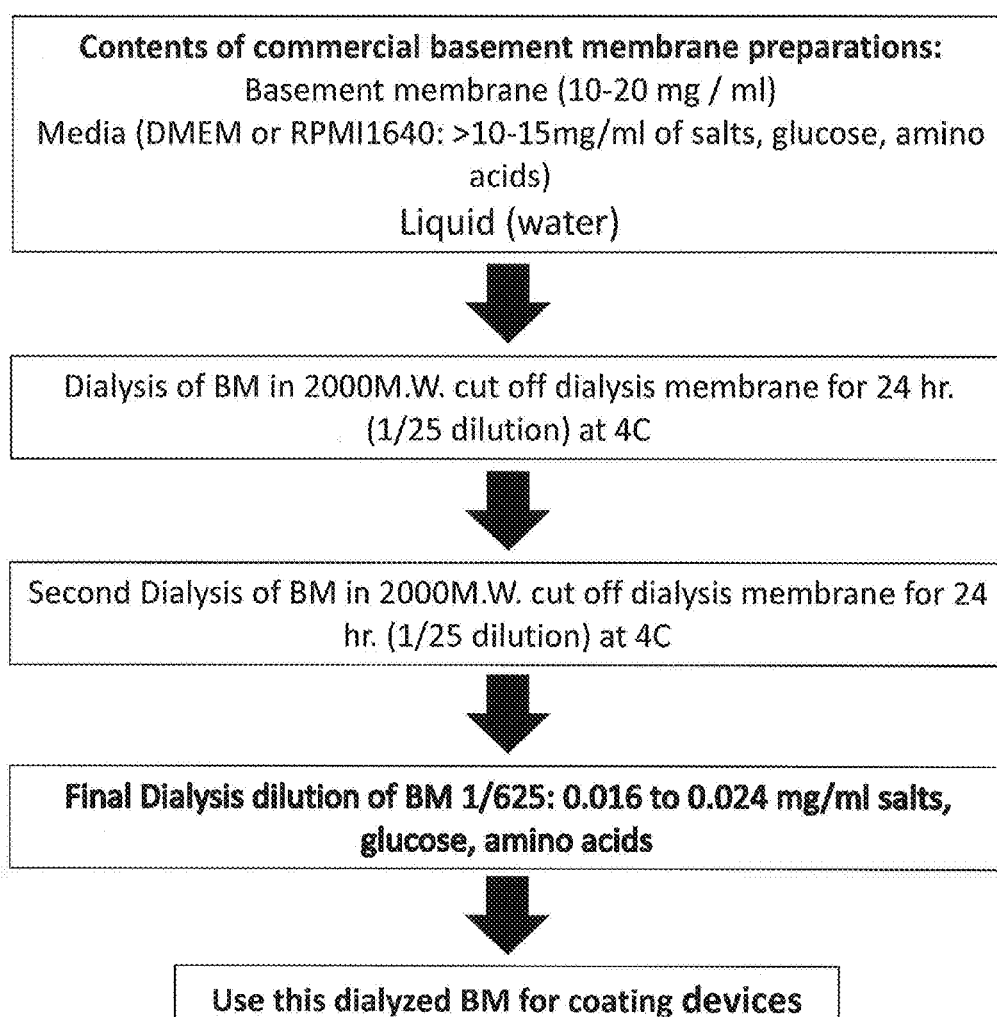 Contents of commercial basement membrane preparations:
Basement membrane (10-20 mg / ml)
Media (DMEM or RPMI1640: >10-15mg/ml of salts, glucose, amino
acids)
Liquid (water)
Dialysis of BM in 2000M.W. cut off dialysis membrane for 24 hr.
(1/25 dilution) at 4C
Second Dialysis of BM in 2000M.W. cut off dialysis membrane for 24
hr. (1/25 dilution) at 4C
Final Dialysis dilution of BM 1/625: 0.016 to 0.024 mg/ml salts,
glucose, amino acids
Use this dialyzed BM for coating devices